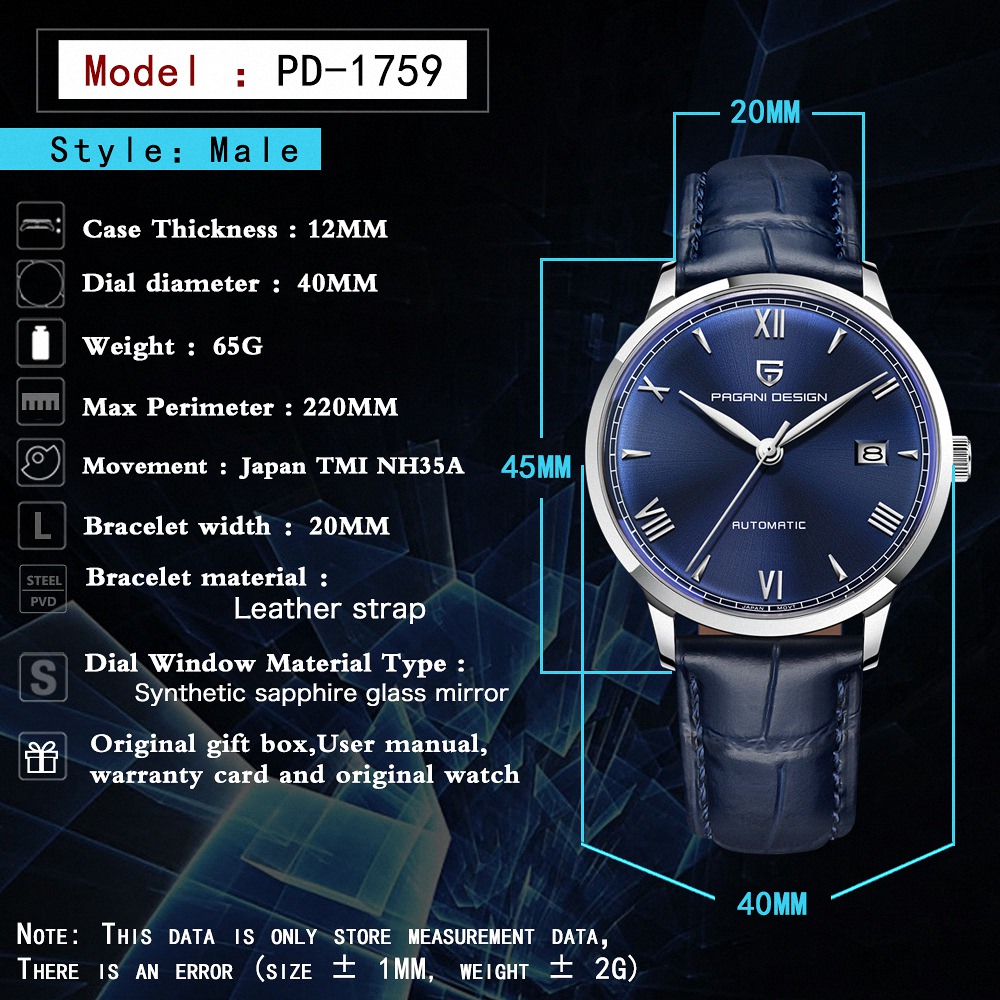 Model : PD-1759
Style: Male
Case Thickness : 12MM
Dial diameter : 40MM
Weight : 65G
Max Perimeter : 220MM
Movement : Japan TMI NH35A
Bracelet width : 20MM
L
STEEL
PVD
Bracelet material :
Leather strap
S
Dial Window Material Type :
Synthetic sapphire glass mirror
Original gift box,User manual,
warranty card and original watch
20MM
45MM
40MM
XII
X
II
PAGANI DESIGN
8
AUTOMATIC
VIII
IIII
VI
JAPAN MOVT
NOTE: THIS DATA IS ONLY STORE MEASUREMENT DATA,
THERE IS AN ERROR (SIZE ± 1MM, WEIGHT ± 2G)